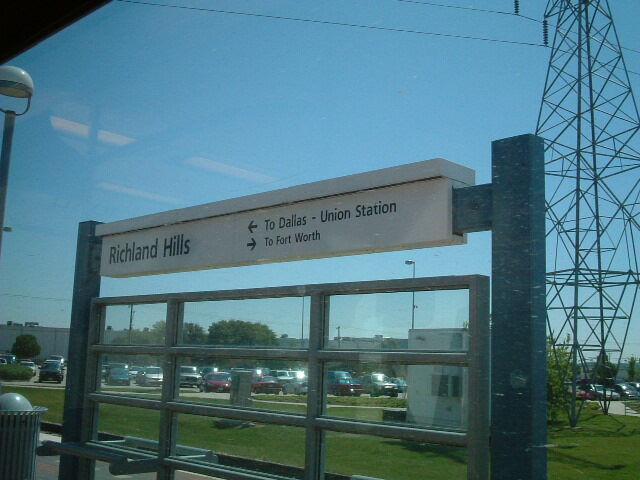 Richland Hills
← To Dallas - Union Station
→ To Fort Worth